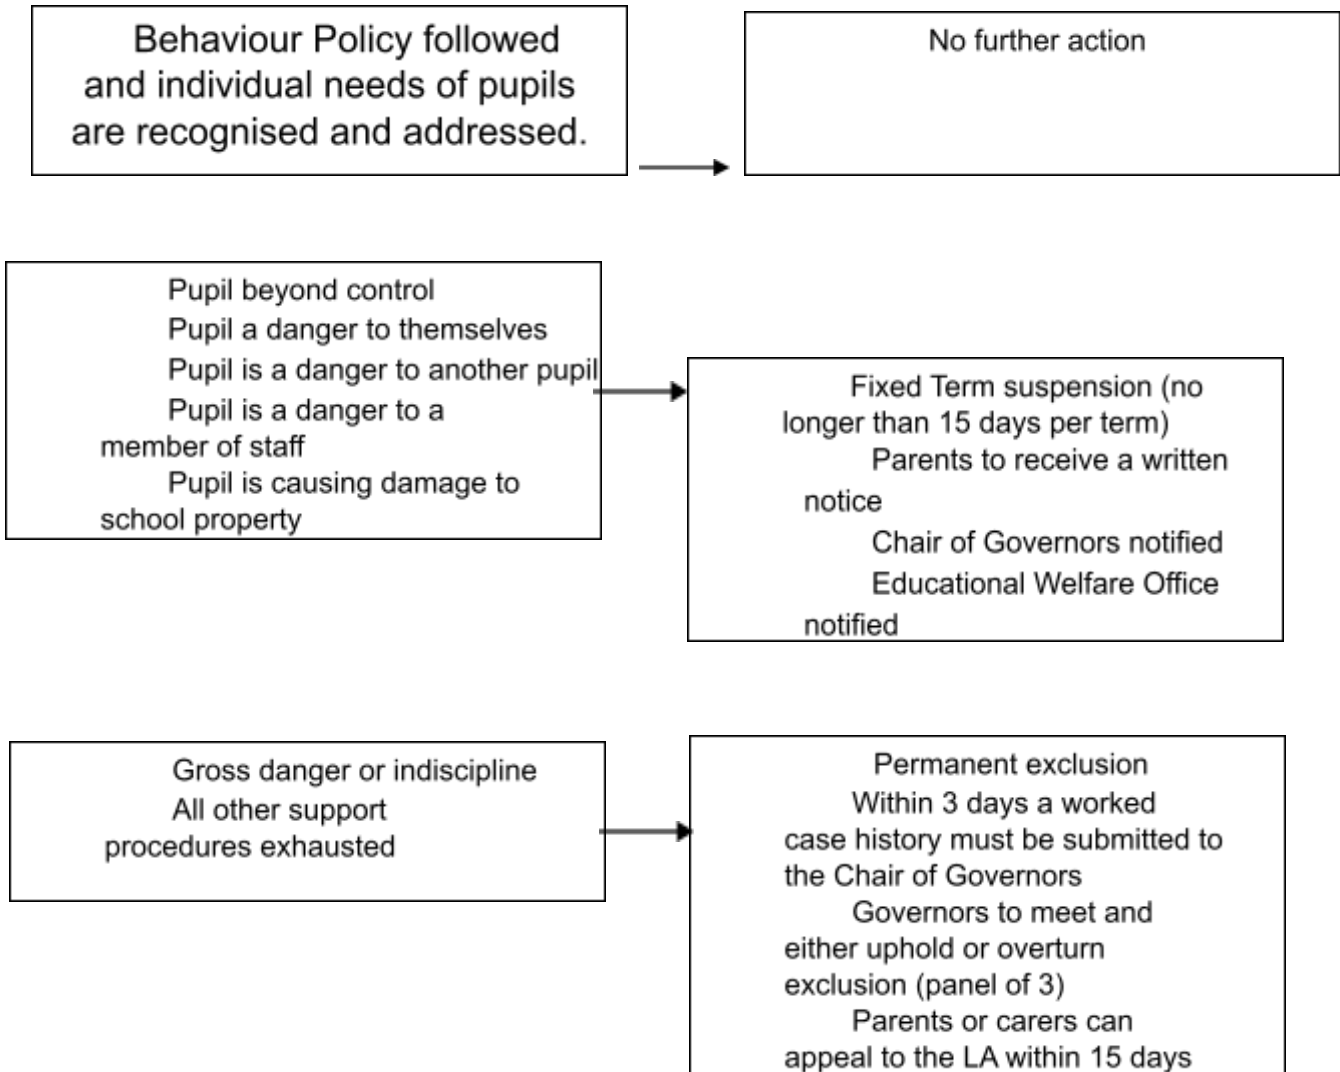 Behaviour Policy followed
and individual needs of pupils
are recognised and addressed.
No further action
Pupil beyond control
Pupil a danger to themselves
Pupil is a danger to another pupil
Pupil is a danger to a
member of staff
Pupil is causing damage to
school property
Fixed Term suspension (no
longer than 15 days per term)
Parents to receive a written
notice
Chair of Governors notified
Educational Welfare Office
notified
Gross danger or indiscipline
All other support
procedures exhausted
Permanent exclusion
Within 3 days a worked
case history must be submitted to
the Chair of Governors
Governors to meet and
either uphold or overturn
exclusion (panel of 3)
Parents or carers can
appeal to the LA within 15 days